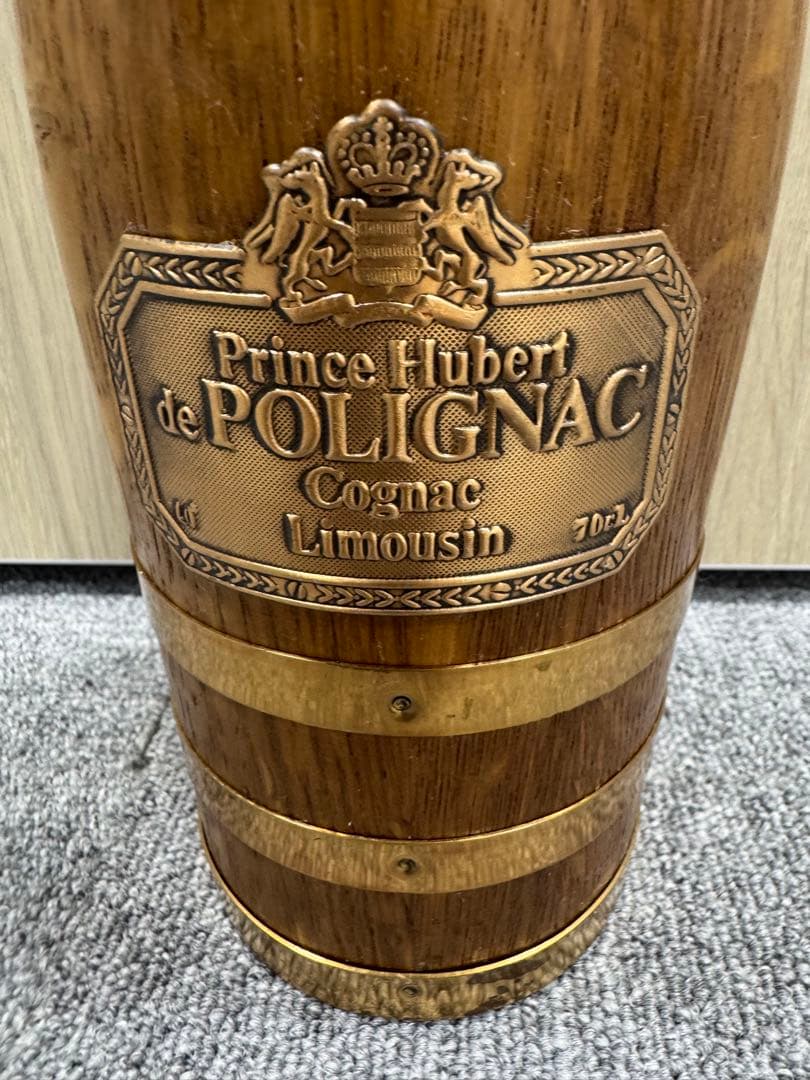 Prince Hubert
de POLIGNAC
Cognac
Limousin
70cL